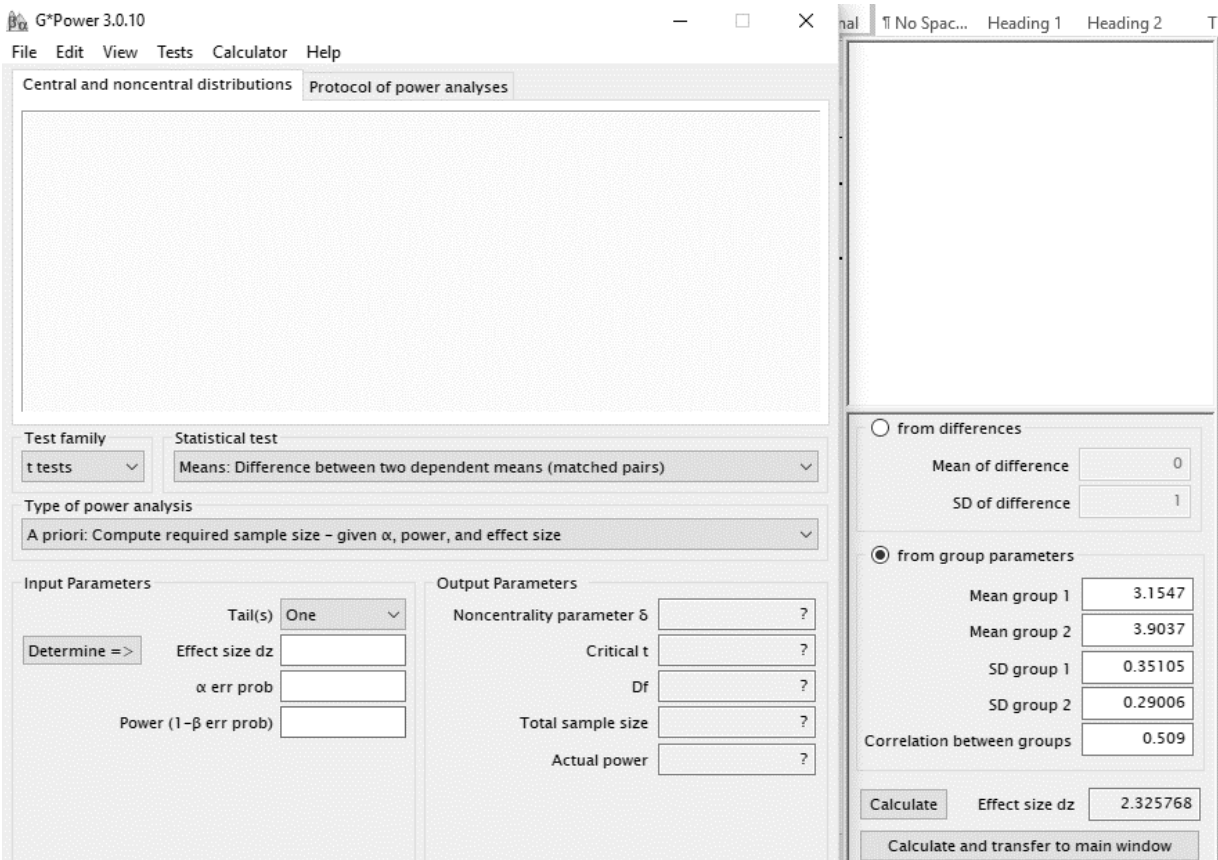 G*Power 3.0.10
nal ¶ No Spac... Heading 1 Heading 2 T
File Edit View Tests Calculator Help
Central and noncentral distributions Protocol of power analyses
Test family Statistical test
t tests Means: Difference between two dependent means (matched pairs)
Type of power analysis
A priori: Compute required sample size – given α, power, and effect size
Input Parameters
Tail(s) One
Determine => Effect size dz
α err prob
Power (1-β err prob)
Output Parameters
Noncentrality parameter δ ?
Critical t ?
Df ?
Total sample size ?
Actual power ?
from differences
Mean of difference 0
SD of difference 1
from group parameters
Mean group 1 3.1547
Mean group 2 3.9037
SD group 1 0.35105
SD group 2 0.29006
Correlation between groups 0.509
Calculate Effect size dz 2.325768
Calculate and transfer to main window